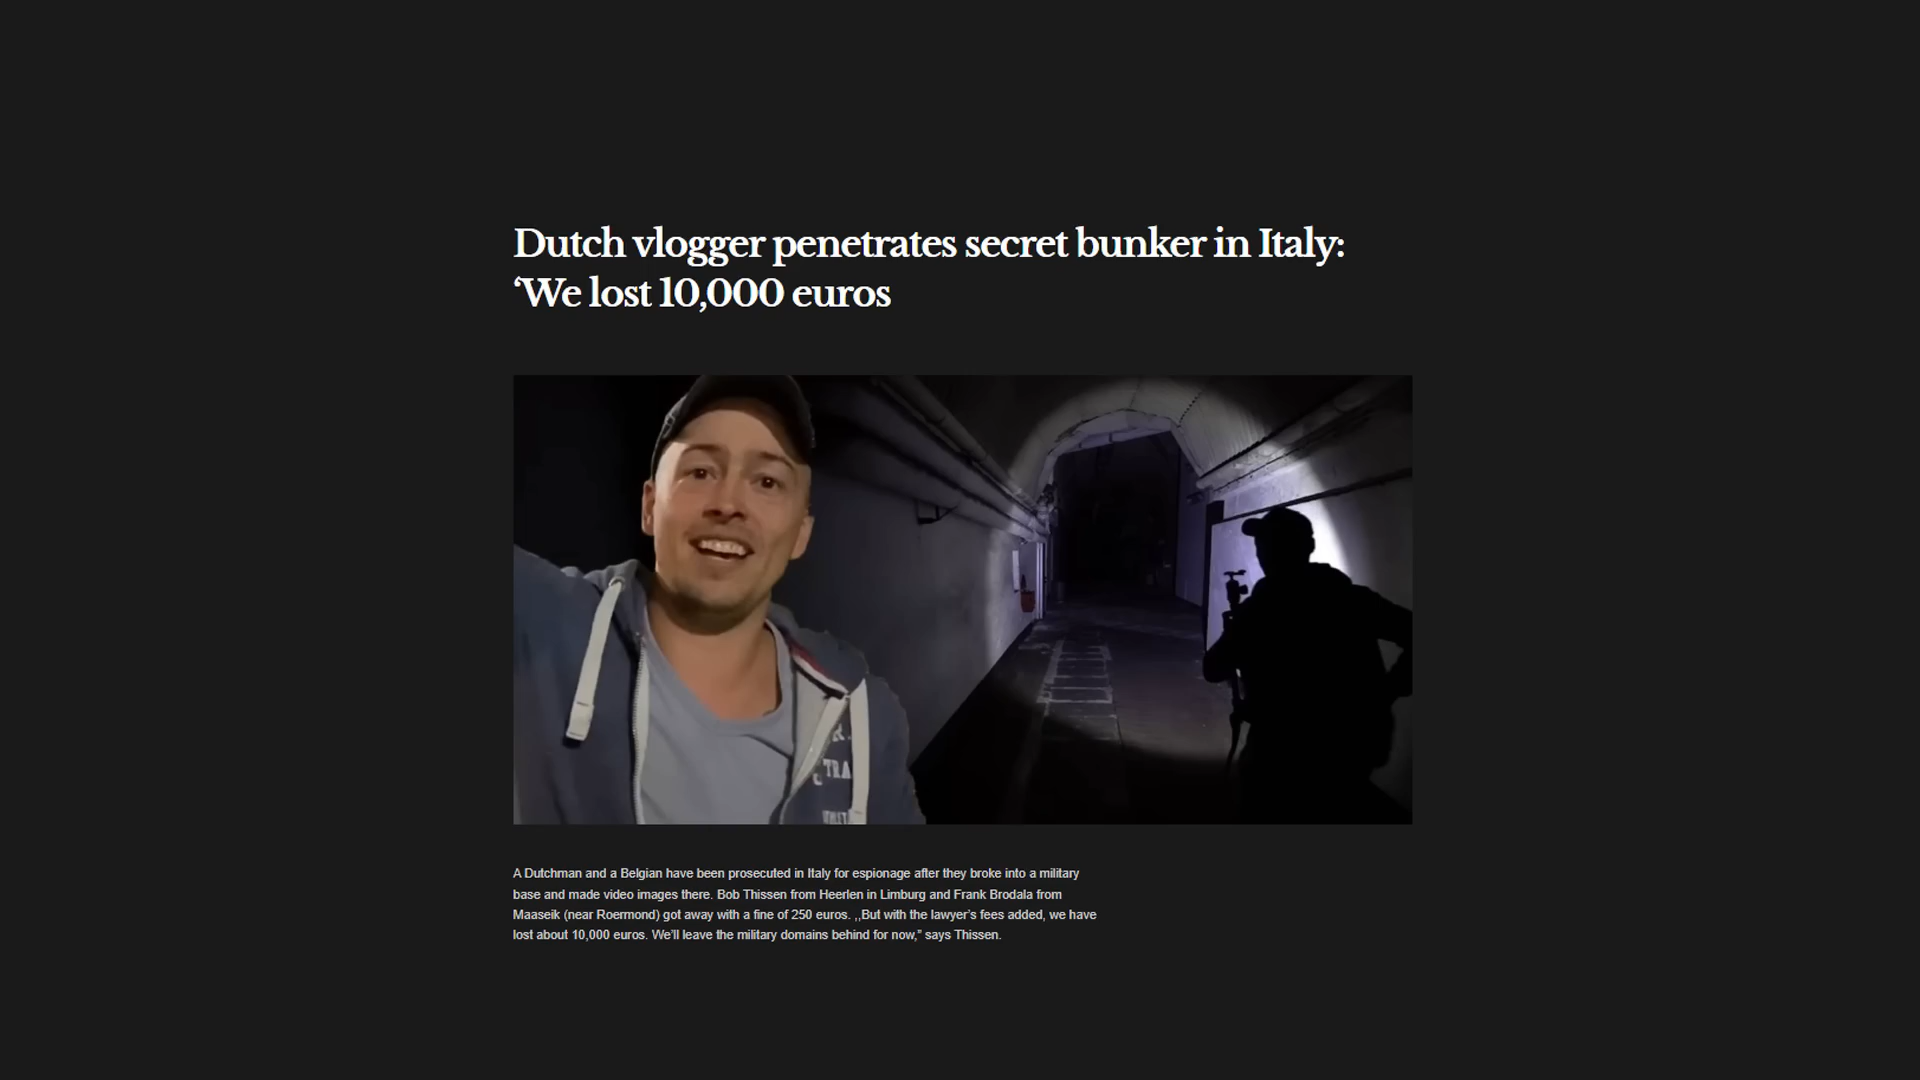 Dutch vlogger penetrates secret bunker in Italy:
‘We lost 10,000 euros
A Dutchman and a Belgian have been prosecuted in Italy for espionage after they broke into a military
base and made video images there. Bob Thissen from Heerlen in Limburg and Frank Brodala from
Maaseik (near Roermond) got away with a fine of 250 euros. ,,But with the lawyer’s fees added, we have
lost about 10,000 euros. We’ll leave the military domains behind for now,” says Thissen.